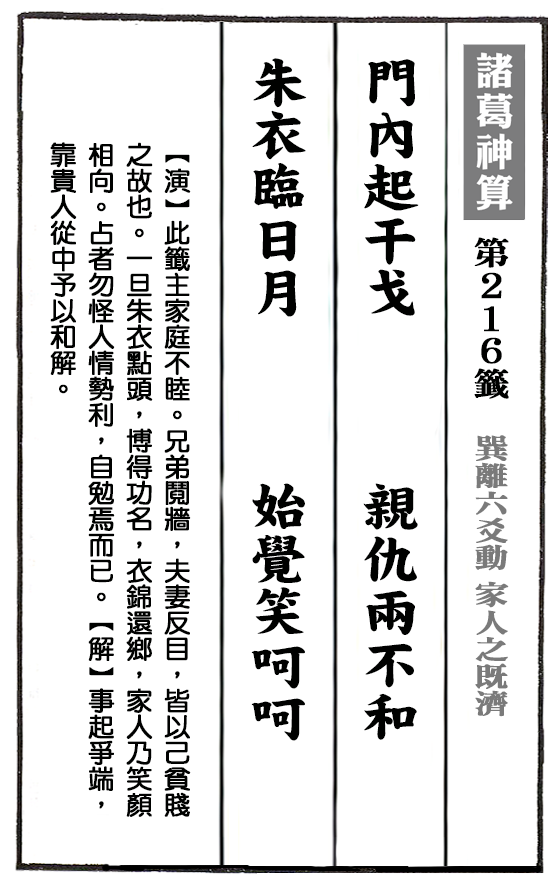 諸葛神算 第216籤 巽離六爻動 家人之既濟
門內起干戈 親仇兩不和
朱衣臨日月 始覺笑呵呵
【演】此籤主家庭不睦。兄弟鬩牆，夫妻反目，皆以己貧賤
之故也。一旦朱衣點頭，博得功名，衣錦還鄉，家人乃笑顏
相向。占者勿怪人情勢利，自勉焉而已。【解】事起爭端，
靠貴人從中予以和解。